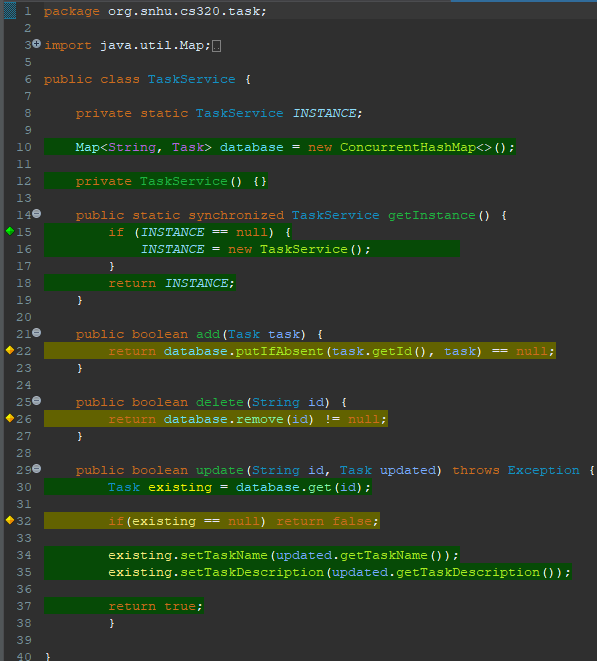 1 package org.snhu.cs320.task;
2
3 import java.util.Map;
5
6 public class TaskService {
7
8     private static TaskService INSTANCE;
9
10     Map<String, Task> database = new ConcurrentHashMap<>();
11
12     private TaskService() {}
13
14     public static synchronized TaskService getInstance() {
15         if (INSTANCE == null) {
16             INSTANCE = new TaskService();
17         }
18         return INSTANCE;
19     }
20
21     public boolean add(Task task) {
22         return database.putIfAbsent(task.getId(), task) == null;
23     }
24
25     public boolean delete(String id) {
26         return database.remove(id) != null;
27     }
28
29     public boolean update(String id, Task updated) throws Exception {
30         Task existing = database.get(id);
31
32         if(existing == null) return false;
33
34         existing.setTaskName(updated.getTaskName());
35         existing.setTaskDescription(updated.getTaskDescription());
36
37         return true;
38         }
39
40 }